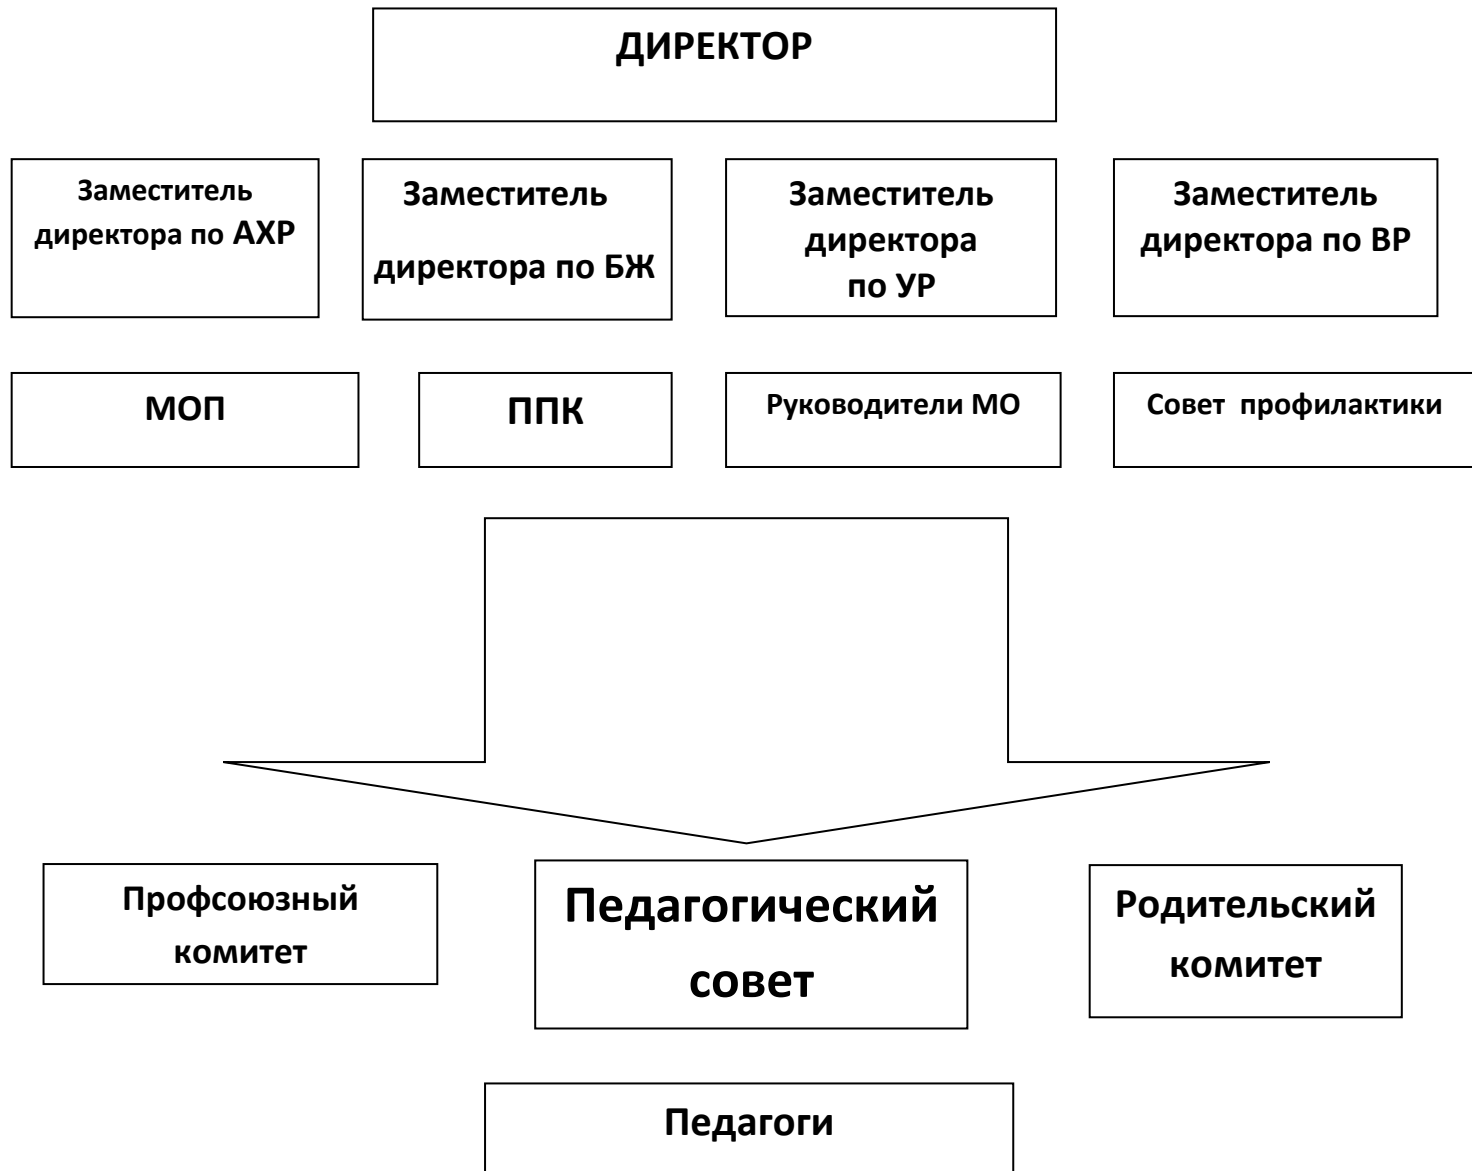 ДИРЕКТОР
Заместитель
директора по АХР
Заместитель
директора по БЖ
Заместитель
директора
по УР
Заместитель
директора по ВР
МОП
ППК
Руководители МО
Совет профилактики
Профсоюзный
комитет
Педагогический
совет
Родительский
комитет
Педагоги